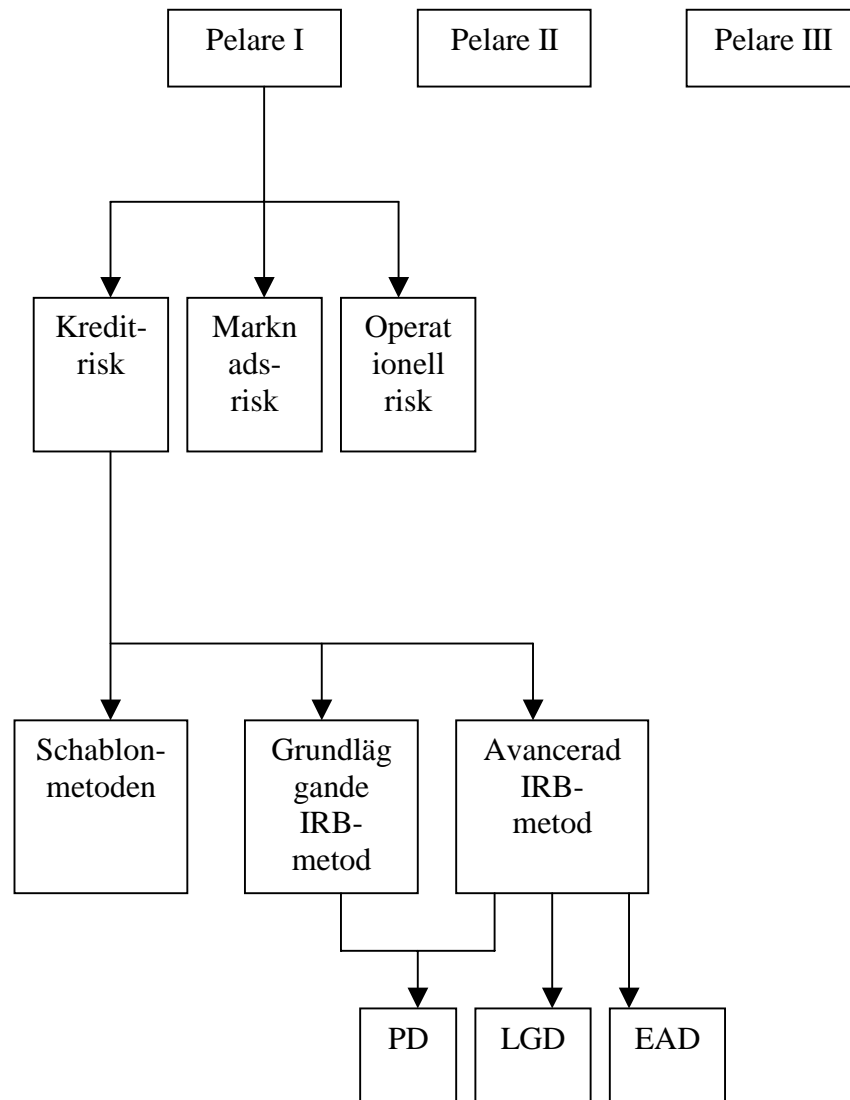 Pelare I
Pelare II
Pelare III
Kredit-
risk
Markn
ads-
risk
Operat
ionell
risk
Schablon-
metoden
Grundläg
gande
IRB-
metod
Avancerad
IRB-
metod
PD
LGD
EAD